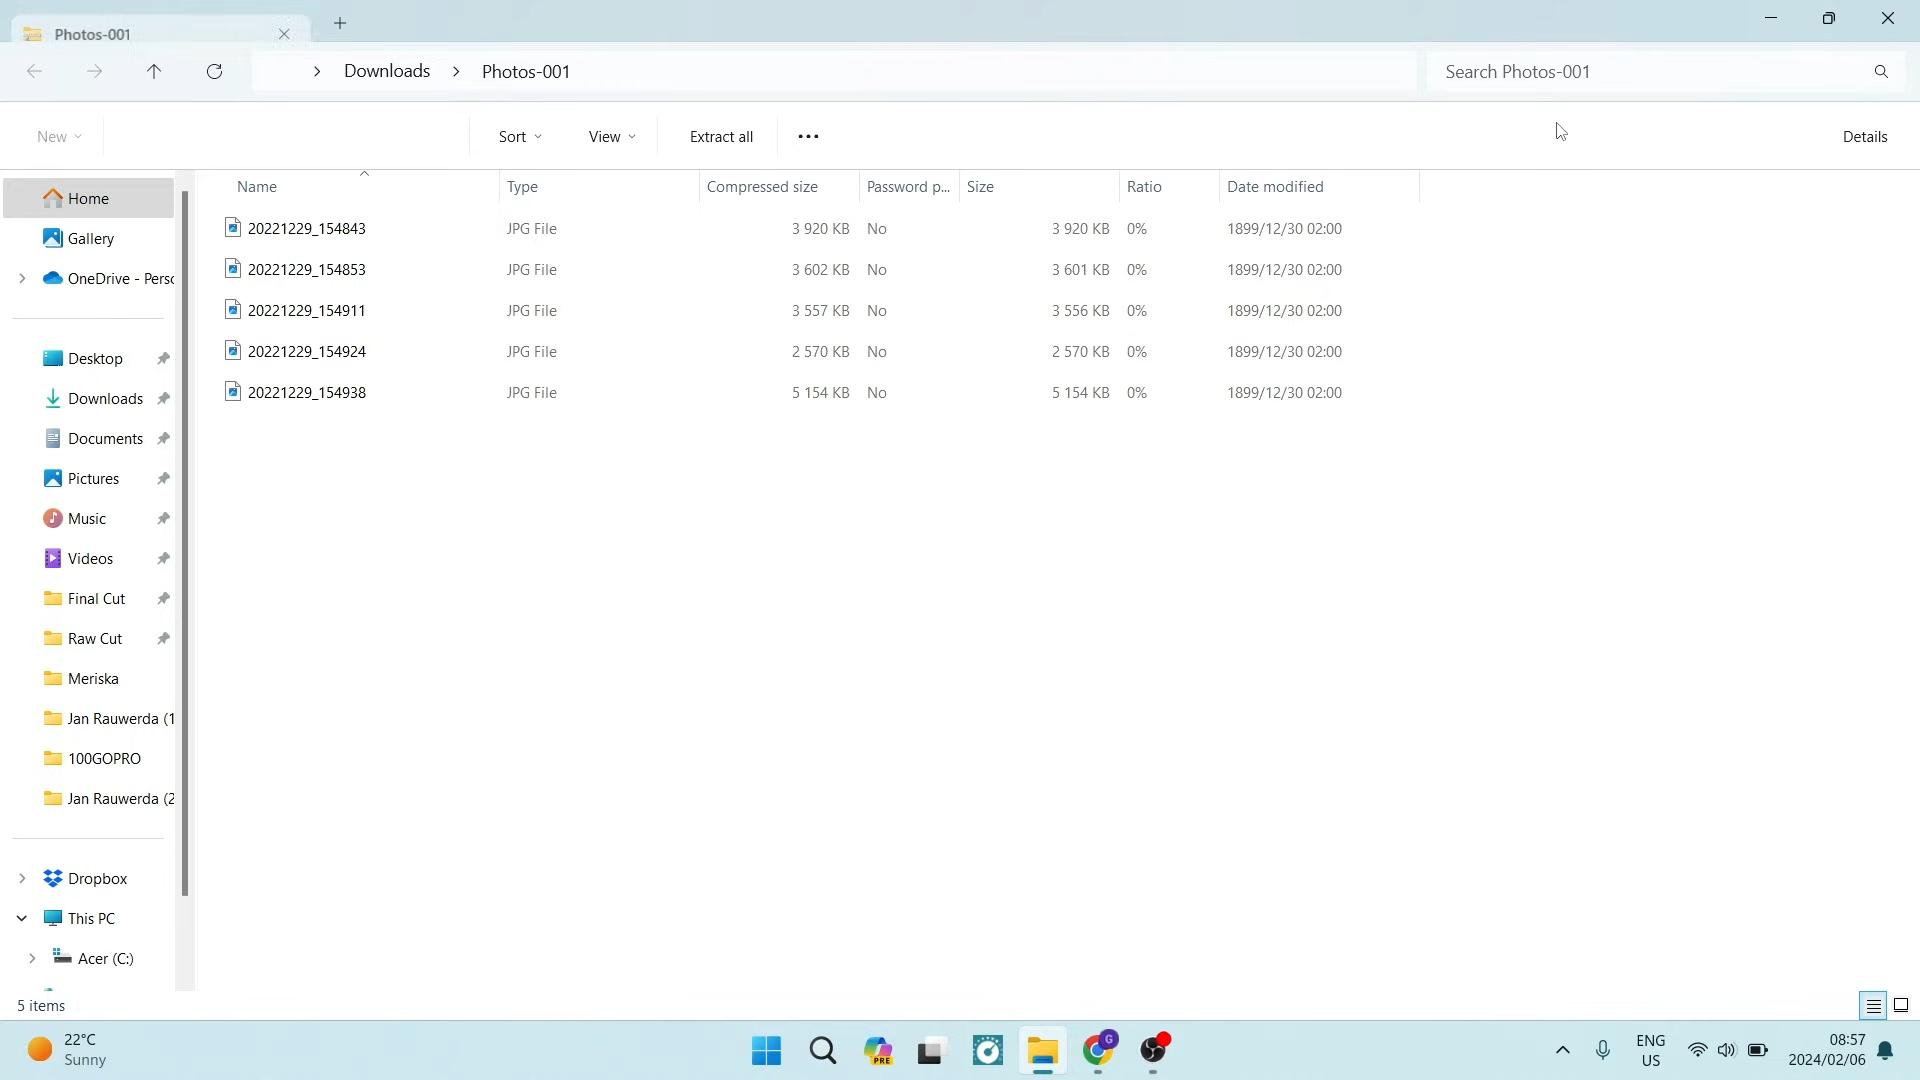 Photos-001
Downloads
Photos-001
Search Photos-001
New
Sort
View
Extract all
Details
Name
Type
Compressed size
Password p...
Size
Ratio
Date modified
20221229_154843 JPG File 3 920 KB No 3 920 KB 0% 1899/12/30 02:00
20221229_154853 JPG File 3 602 KB No 3 601 KB 0% 1899/12/30 02:00
20221229_154911 JPG File 3 557 KB No 3 556 KB 0% 1899/12/30 02:00
20221229_154924 JPG File 2 570 KB No 2 570 KB 0% 1899/12/30 02:00
20221229_154938 JPG File 5 154 KB No 5 154 KB 0% 1899/12/30 02:00
Home
Gallery
OneDrive - Perso
Desktop
Downloads
Documents
Pictures
Music
Videos
Final Cut
Raw Cut
Meriska
Jan Rauwerda (1
100GOPRO
Jan Rauwerda (2
Dropbox
This PC
Acer (C:)
5 items
22°C
Sunny
PRE
G
ENG
US
08:57
2024/02/06